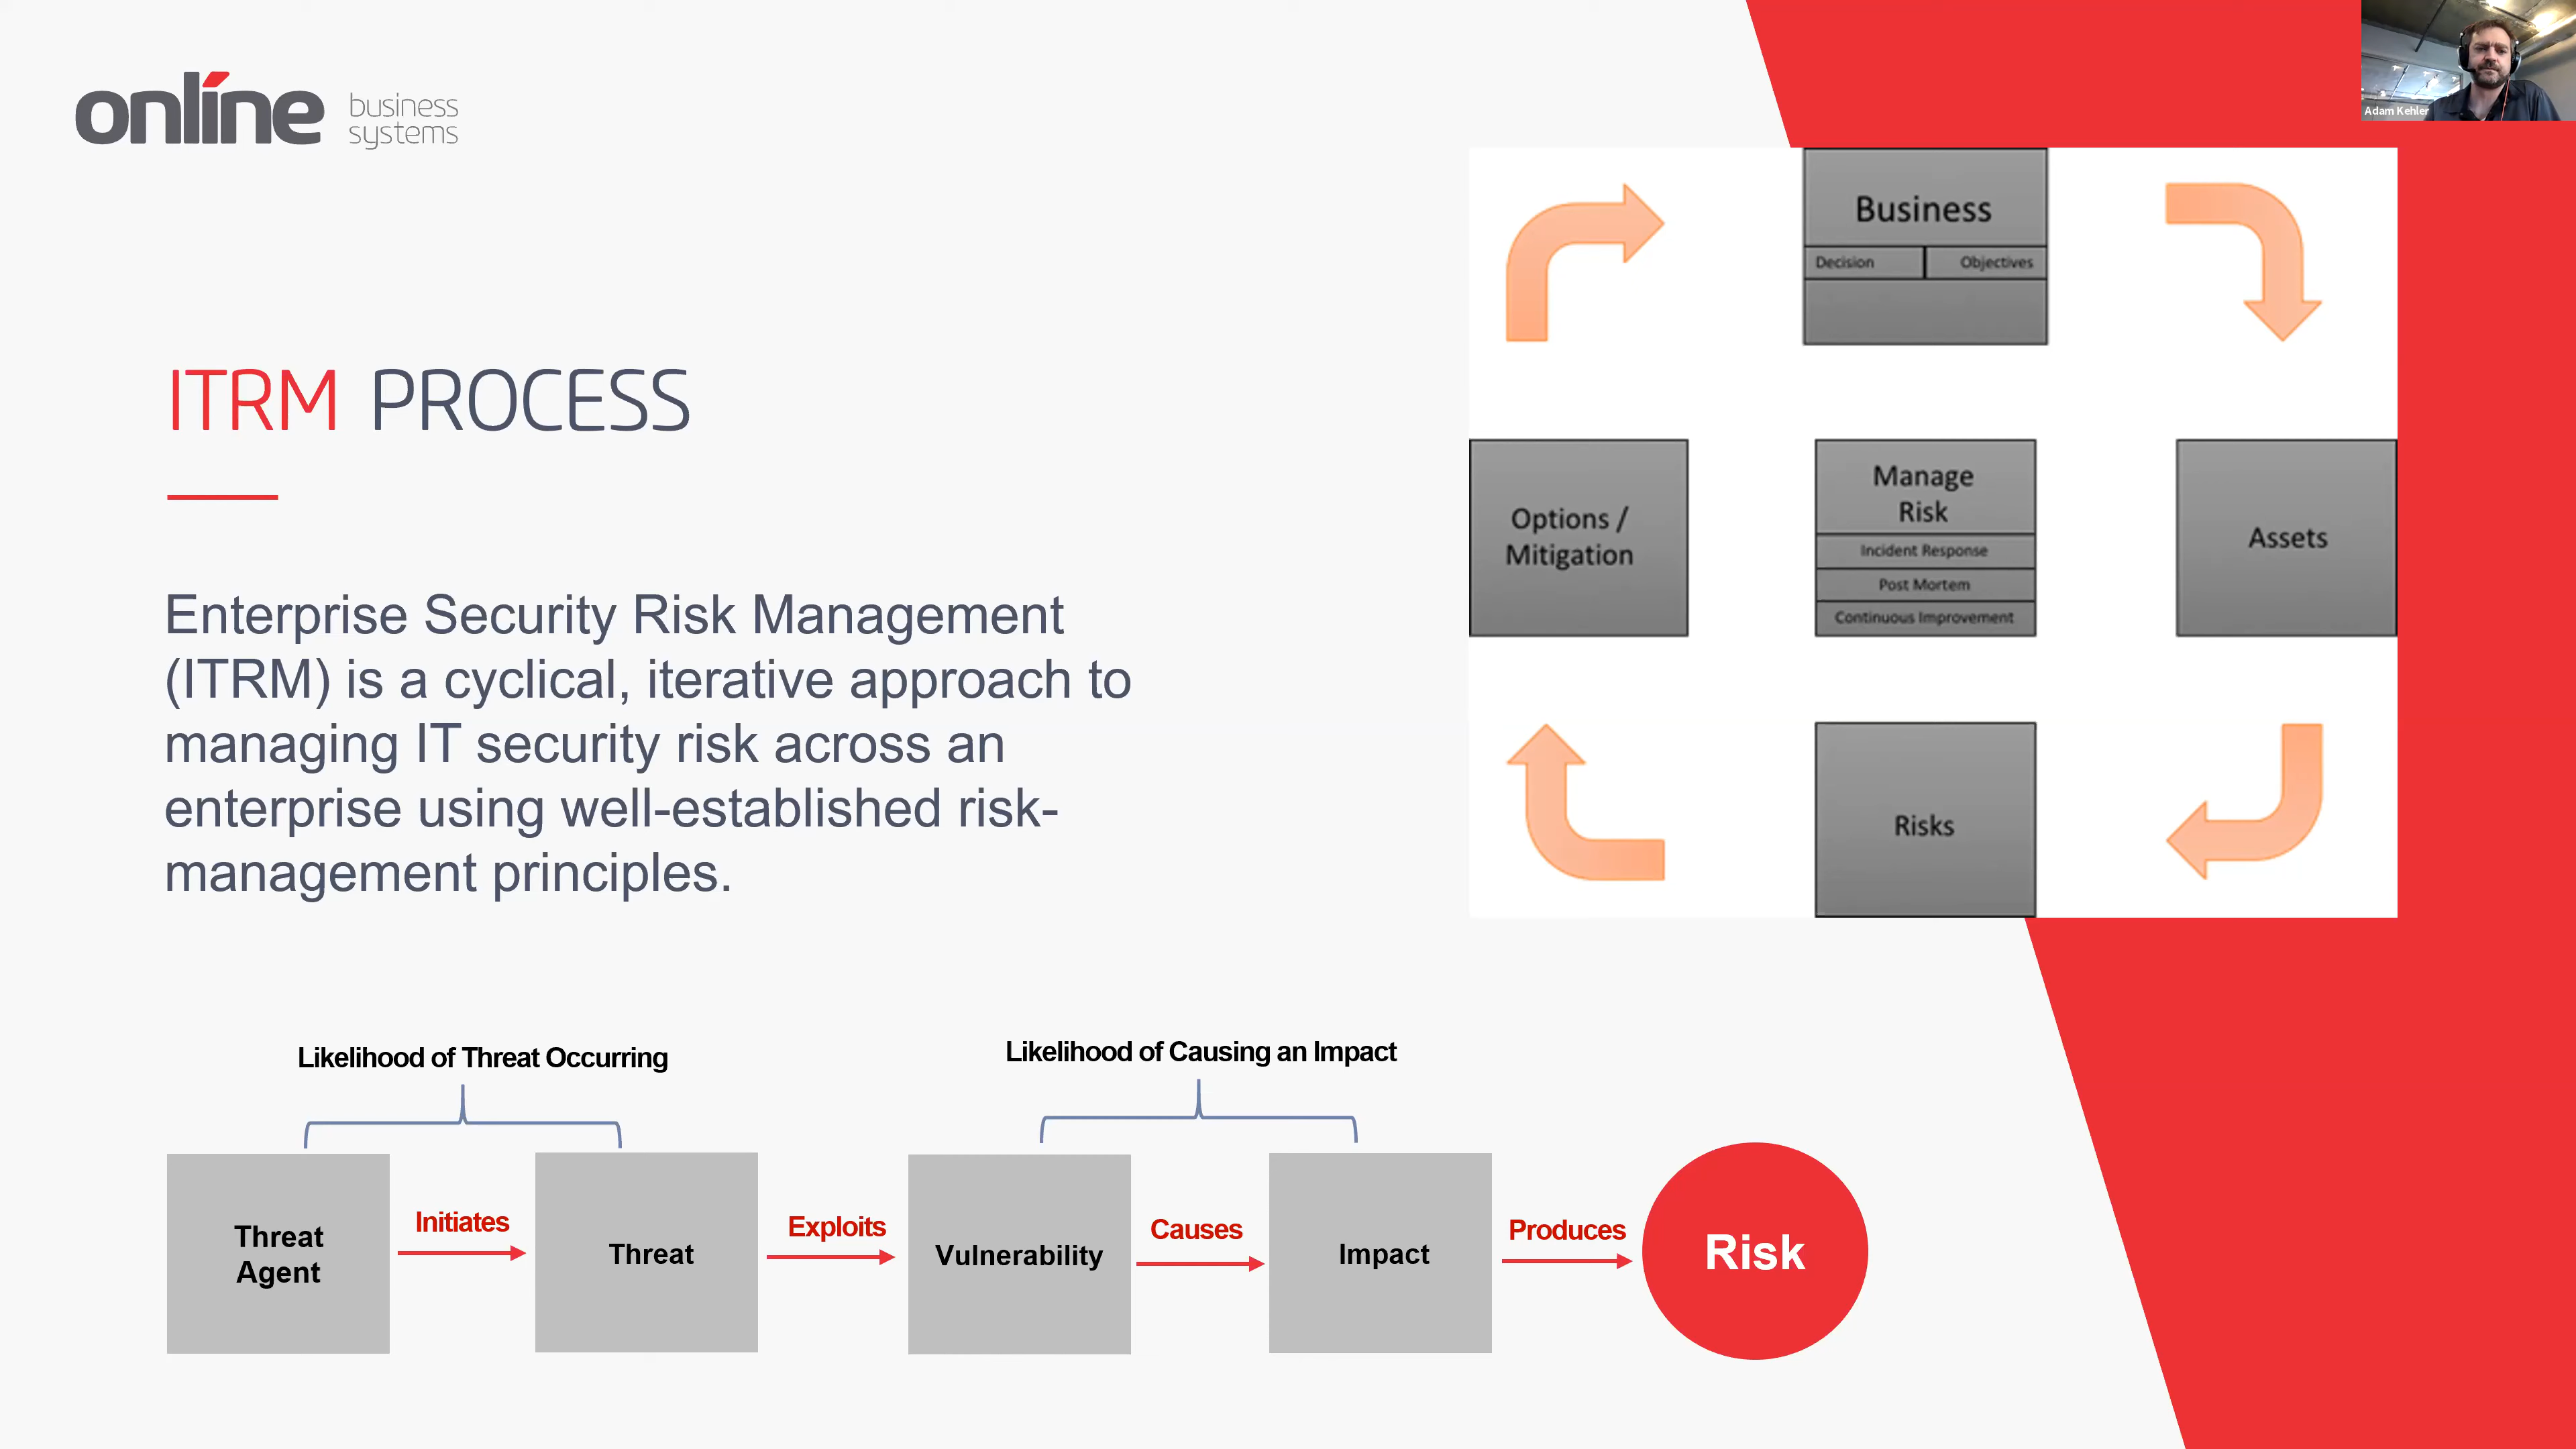 online business systems
Adam Kehler
ITRM PROCESS
Enterprise Security Risk Management
(ITRM) is a cyclical, iterative approach to
managing IT security risk across an
enterprise using well-established risk-
management principles.
Business
Decision
Objectives
Options /
Mitigation
Manage
Risk
Incident Response
Post Mortem
Continuous Improvement
Assets
Risks
Likelihood of Threat Occurring
Likelihood of Causing an Impact
Threat
Agent
Initiates
Threat
Exploits
Vulnerability
Causes
Impact
Produces
Risk